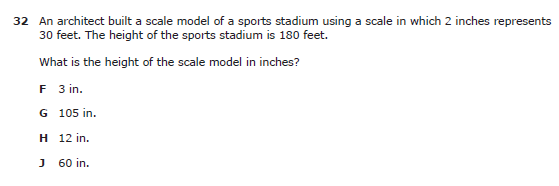 32 An architect built a scale model of a sports stadium using a scale in which 2 inches represents
30 feet. The height of the sports stadium is 180 feet.
What is the height of the scale model in inches?
F 3 in.
G 105 in.
H 12 in.
J 60 in.